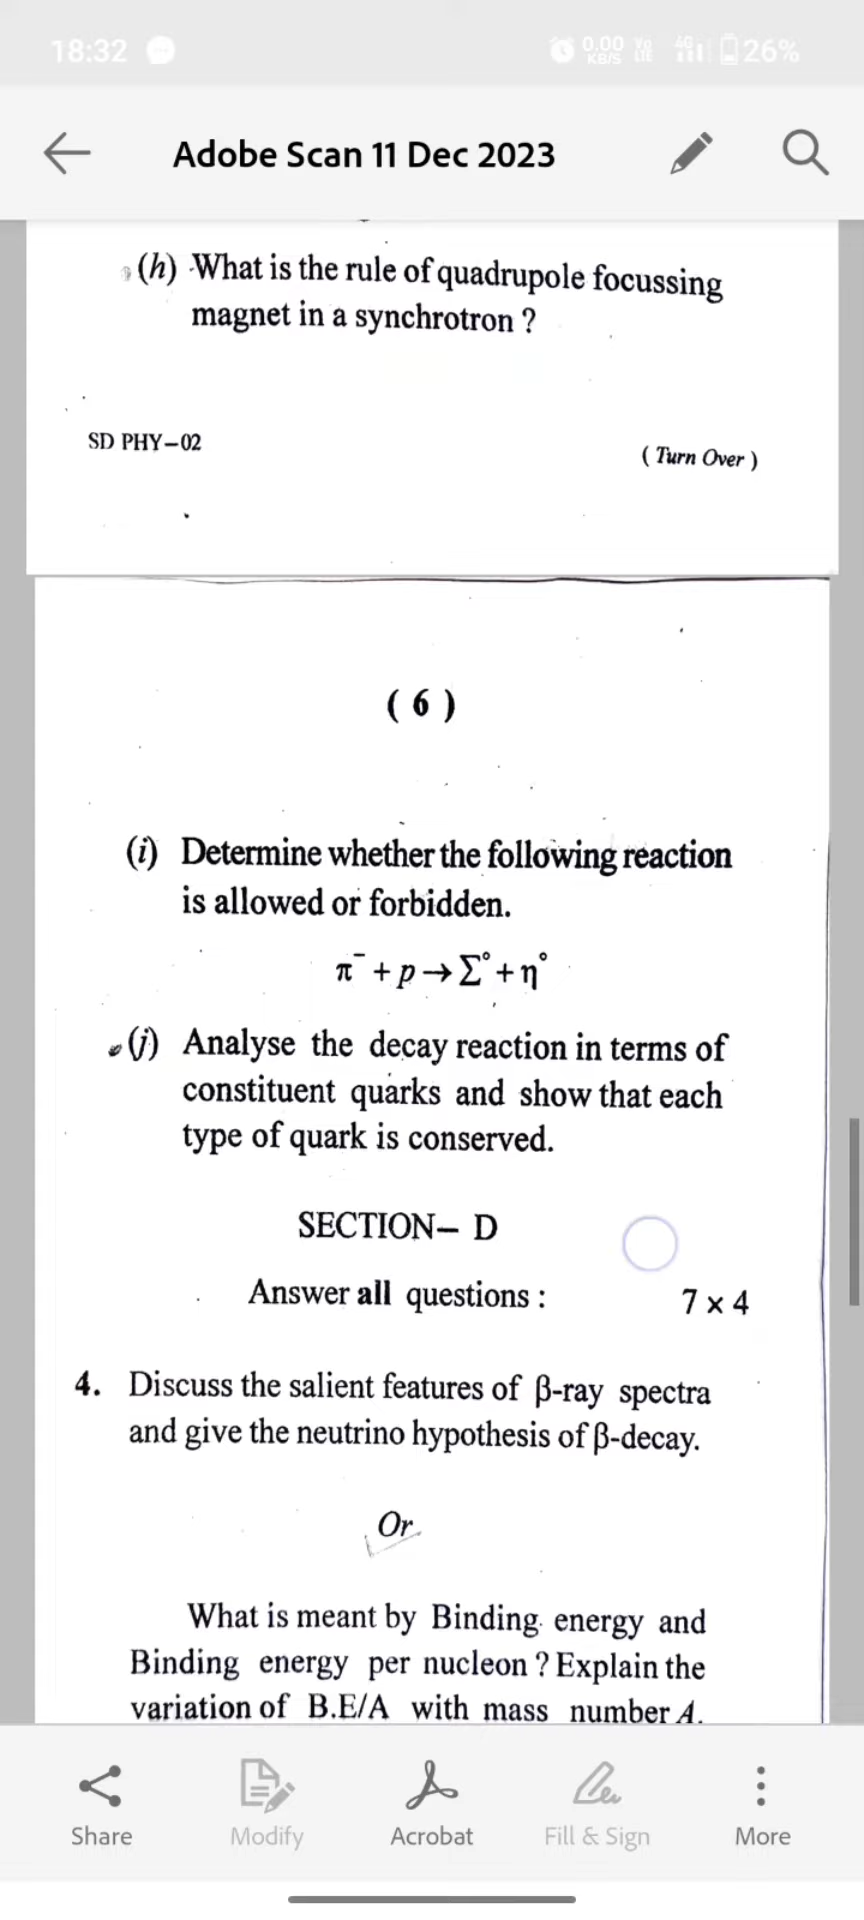 18:32
0.00 KB/S Vo LTE 4G 26%
Adobe Scan 11 Dec 2023
(h) What is the rule of quadrupole focussing
magnet in a synchrotron ?
SD PHY–02
( Turn Over )
( 6 )
(i) Determine whether the following reaction
is allowed or forbidden.
π⁻ + p → Σ° + η°
(j) Analyse the decay reaction in terms of
constituent quarks and show that each
type of quark is conserved.
SECTION– D
Answer all questions : 7 × 4
4. Discuss the salient features of β-ray spectra
and give the neutrino hypothesis of β-decay.
Or
What is meant by Binding energy and
Binding energy per nucleon ? Explain the
variation of B.E/A with mass number A.
Share Modify Acrobat Fill & Sign More